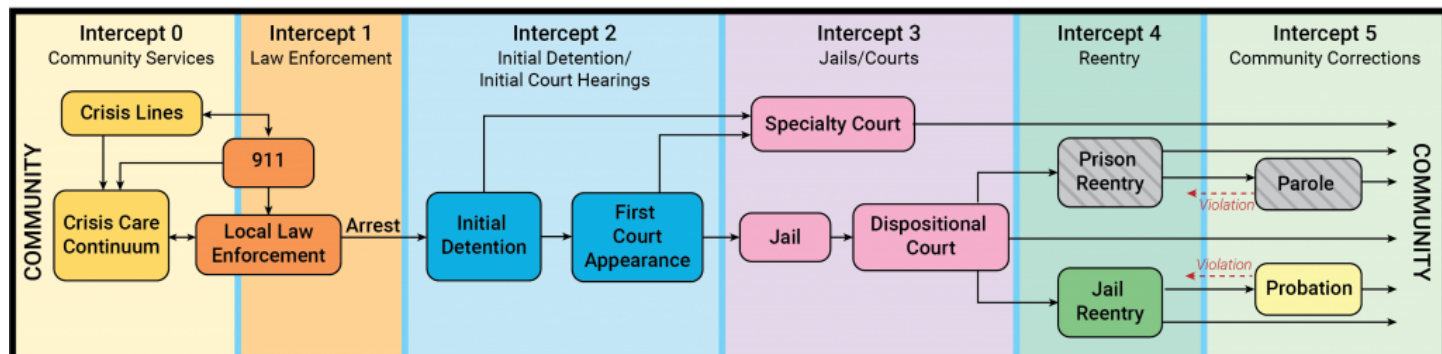 Intercept 0
Community Services
Intercept 1
Law Enforcement
Intercept 2
Initial Detention/
Initial Court Hearings
Intercept 3
Jails/Courts
Intercept 4
Reentry
Intercept 5
Community Corrections
COMMUNITY
Crisis Lines
911
Crisis Care
Continuum
Local Law
Enforcement
Arrest
Initial
Detention
First
Court
Appearance
Specialty Court
Jail
Dispositional
Court
Prison
Reentry
Violation
Parole
Jail
Reentry
Violation
Probation
COMMUNITY